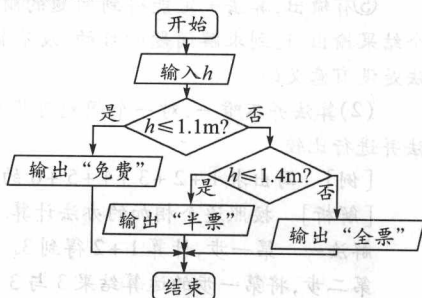 开始
输入h
是
h≤1.1m?
否
输出“免费”
是
h≤1.4m?
否
输出“半票”
输出“全票”
结束